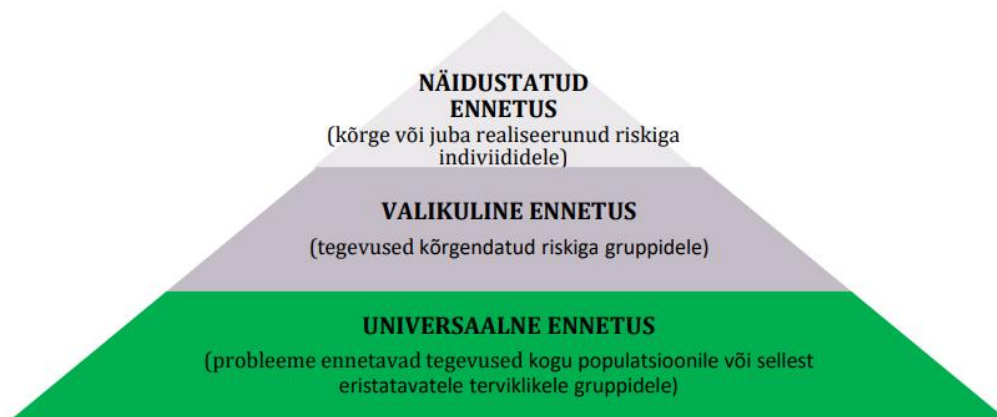 NÄIDUSTATUD
ENNETUS
(kõrge või juba realiseerunud riskiga
indiviididele)
VALIKULINE ENNETUS
(tegevused kõrgendatud riskiga gruppidele)
UNIVERSAALNE ENNETUS
(probleeme ennetavad tegevused kogu populatsioonile või sellest
eristatavatele terviklikele gruppidele)